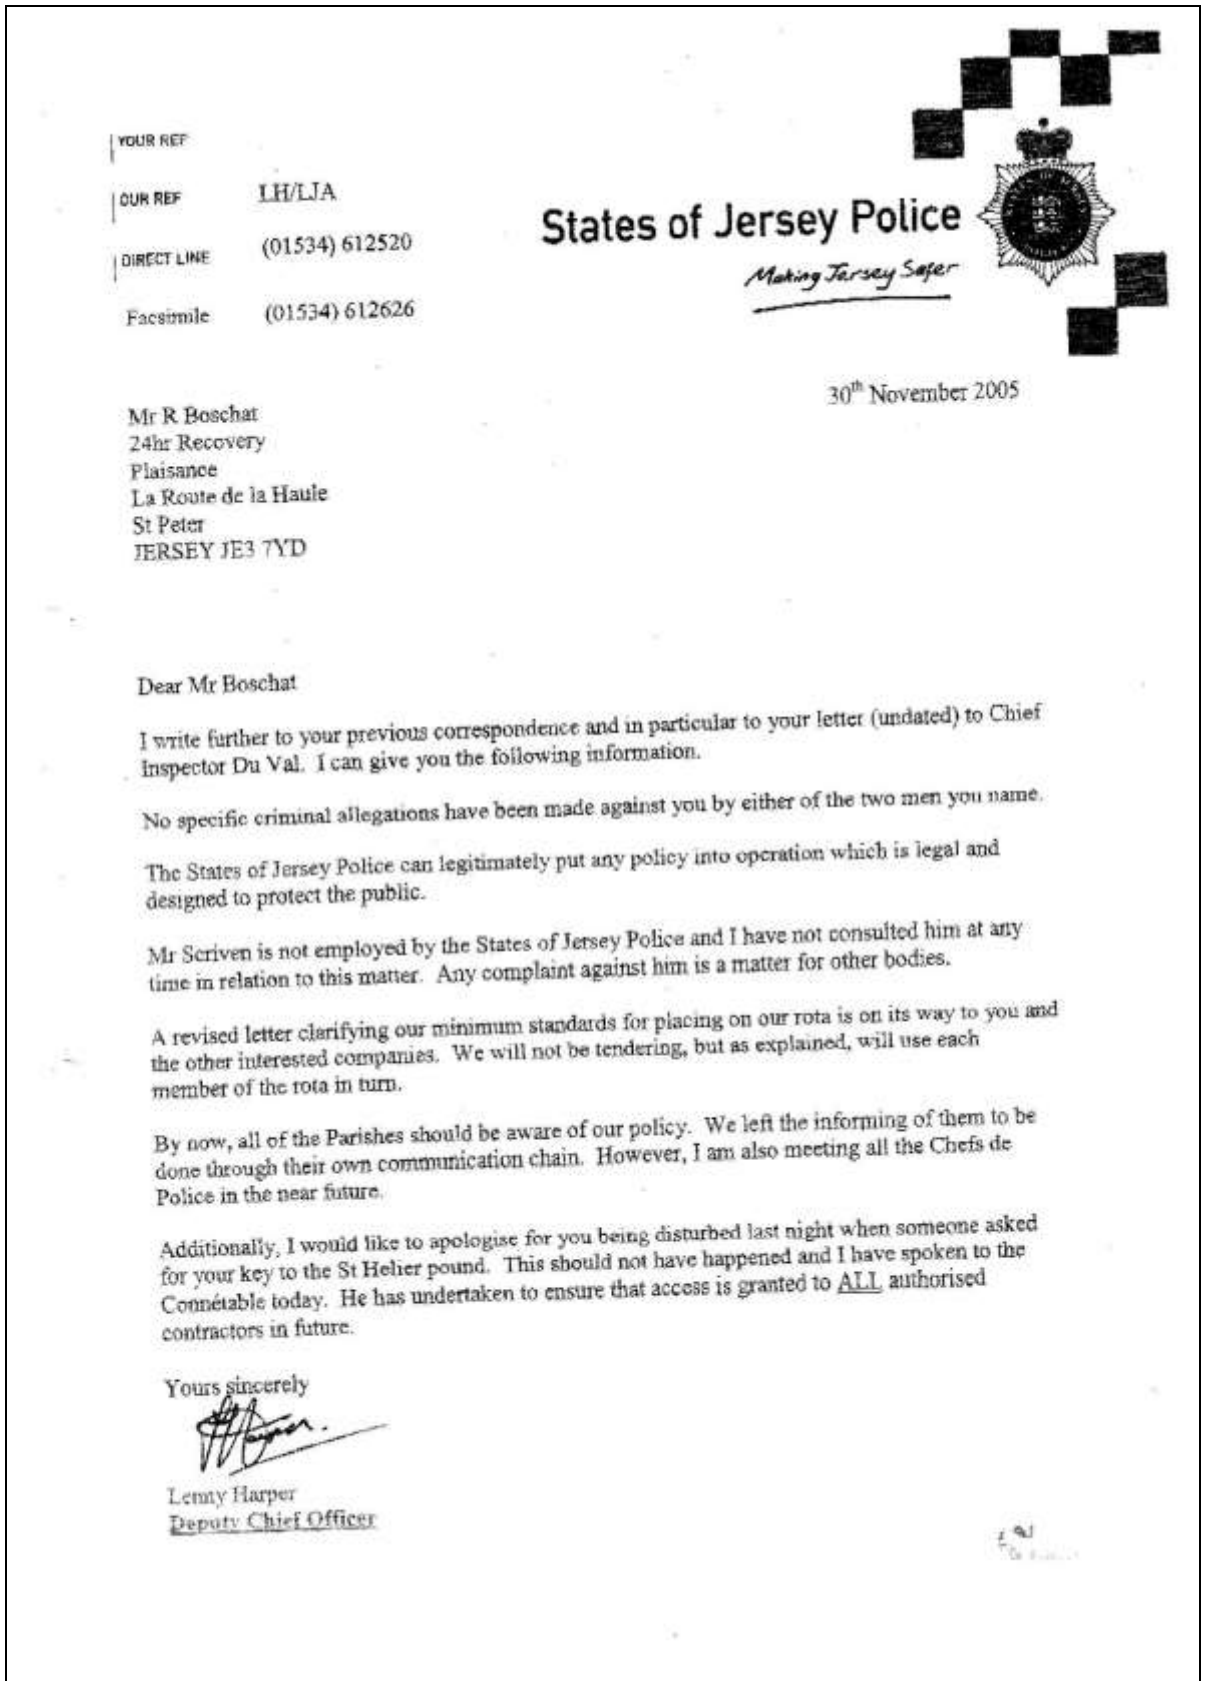 YOUR REF
OUR REF LH/LJA
DIRECT LINE (01534) 612520
Facsimile (01534) 612626
States of Jersey Police
Making Jersey Safer
30th November 2005
Mr R Boschat
24hr Recovery
Plaisance
La Route de la Haule
St Peter
JERSEY JE3 7YD
Dear Mr Boschat
I write further to your previous correspondence and in particular to your letter (undated) to Chief
Inspector Du Val. I can give you the following information.
No specific criminal allegations have been made against you by either of the two men you name.
The States of Jersey Police can legitimately put any policy into operation which is legal and
designed to protect the public.
Mr Scriven is not employed by the States of Jersey Police and I have not consulted him at any
time in relation to this matter. Any complaint against him is a matter for other bodies.
A revised letter clarifying our minimum standards for placing on our rota is on its way to you and
the other interested companies. We will not be tendering, but as explained, will use each
member of the rota in turn.
By now, all of the Parishes should be aware of our policy. We left the informing of them to be
done through their own communication chain. However, I am also meeting all the Chefs de
Police in the near future.
Additionally, I would like to apologise for you being disturbed last night when someone asked
for your key to the St Helier pound. This should not have happened and I have spoken to the
Connétable today. He has undertaken to ensure that access is granted to ALL authorised
contractors in future.
Yours sincerely
Lenny Harper
Deputy Chief Officer